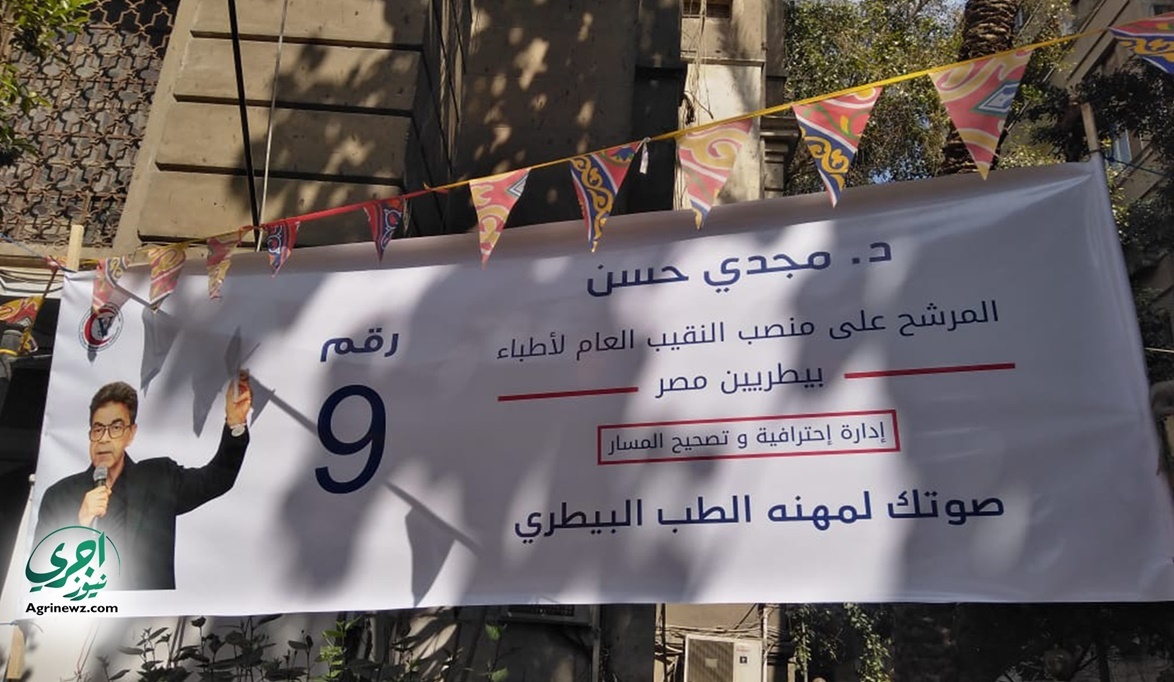 د. مجدي حسن
المرشح على منصب النقيب العام لأطباء
بيطريين مصر
إدارة إحترافية و تصحيح المسار
صوتك لمهنه الطب البيطري
رقم
9
اجري
نيوز
Agrinewz.com